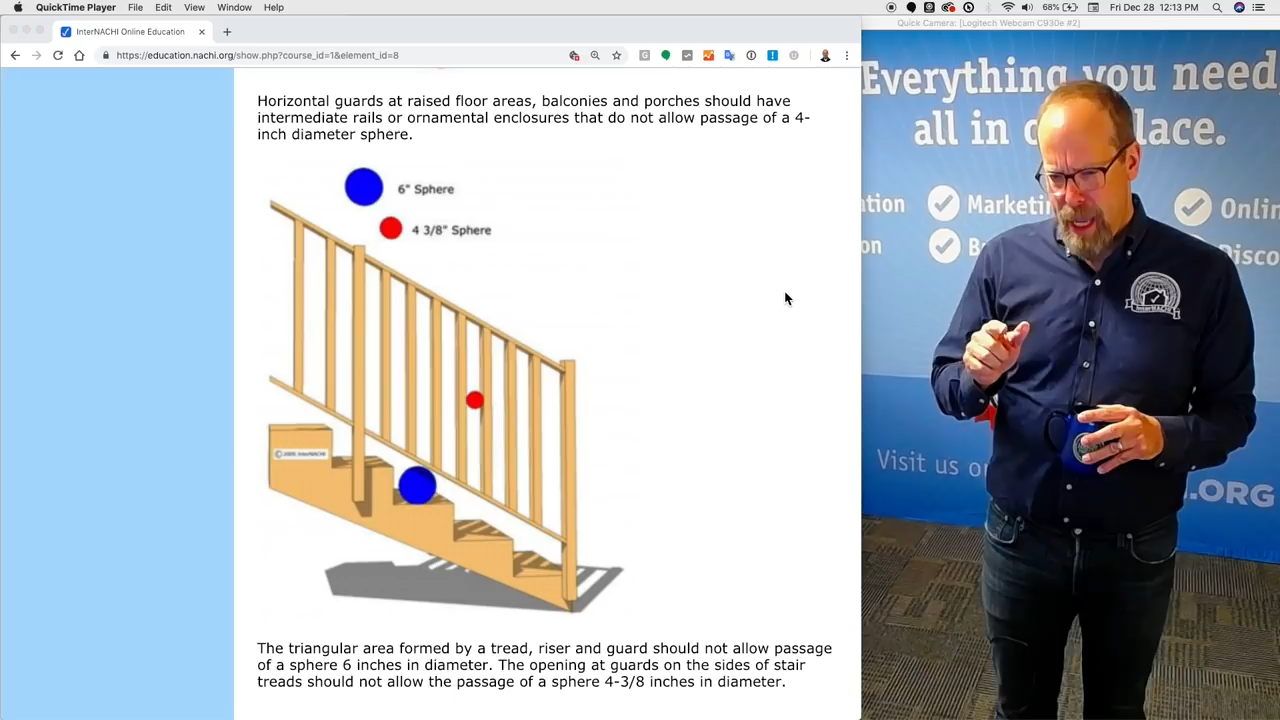 QuickTime Player File Edit View Window Help
68% Fri Dec 28 12:13 PM
InterNACHI Online Education
Quick Camera: [Logitech Webcam C930e #2]
https://education.nachi.org/show.php?course_id=1&element_id=8
Horizontal guards at raised floor areas, balconies and porches should have
intermediate rails or ornamental enclosures that do not allow passage of a 4-
inch diameter sphere.
6" Sphere
4 3/8" Sphere
©2005 InterNACHI
The triangular area formed by a tread, riser and guard should not allow passage
of a sphere 6 inches in diameter. The opening at guards on the sides of stair
treads should not allow the passage of a sphere 4-3/8 inches in diameter.
Everything you need,
all in lace.
ation Marketin Onlin
on B Disco
Visit us o .ORG
InterNACHI